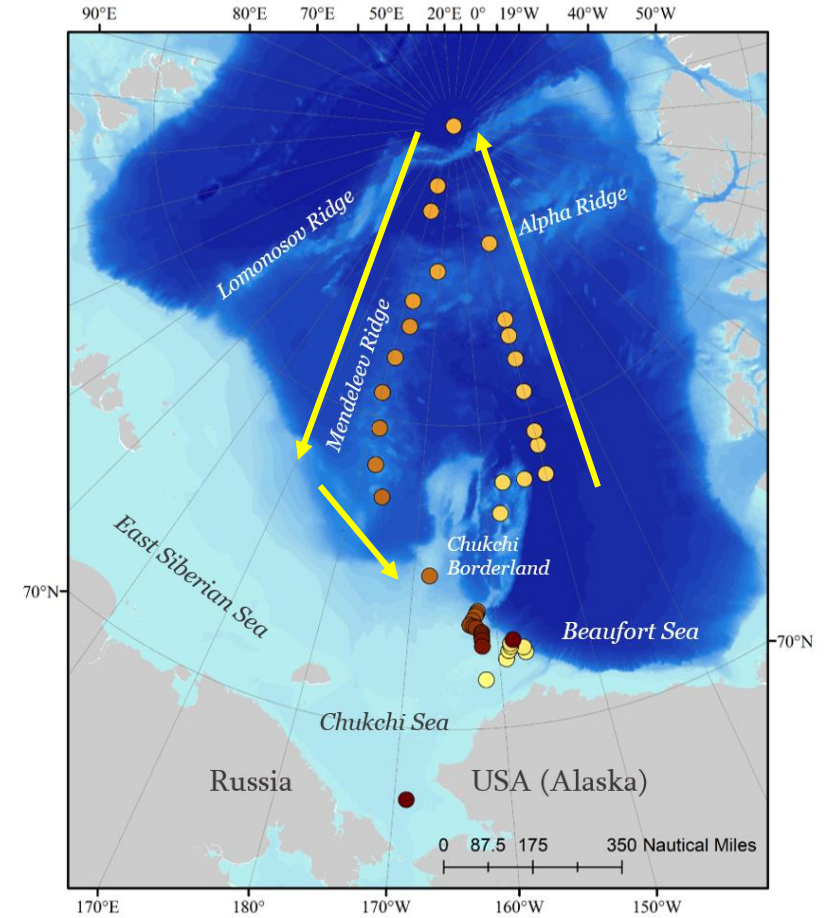 90°E 80°E 70°E 50°E 20°E 0° 19°W 40°W 50°W
Lomonosov Ridge
Alpha Ridge
Mendeleev Ridge
Chukchi
Borderland
East Siberian Sea
70°N
Beaufort Sea
70°N
Chukchi Sea
Russia
USA (Alaska)
0 87.5 175 350 Nautical Miles
170°E 180° 170°W 160°W 150°W